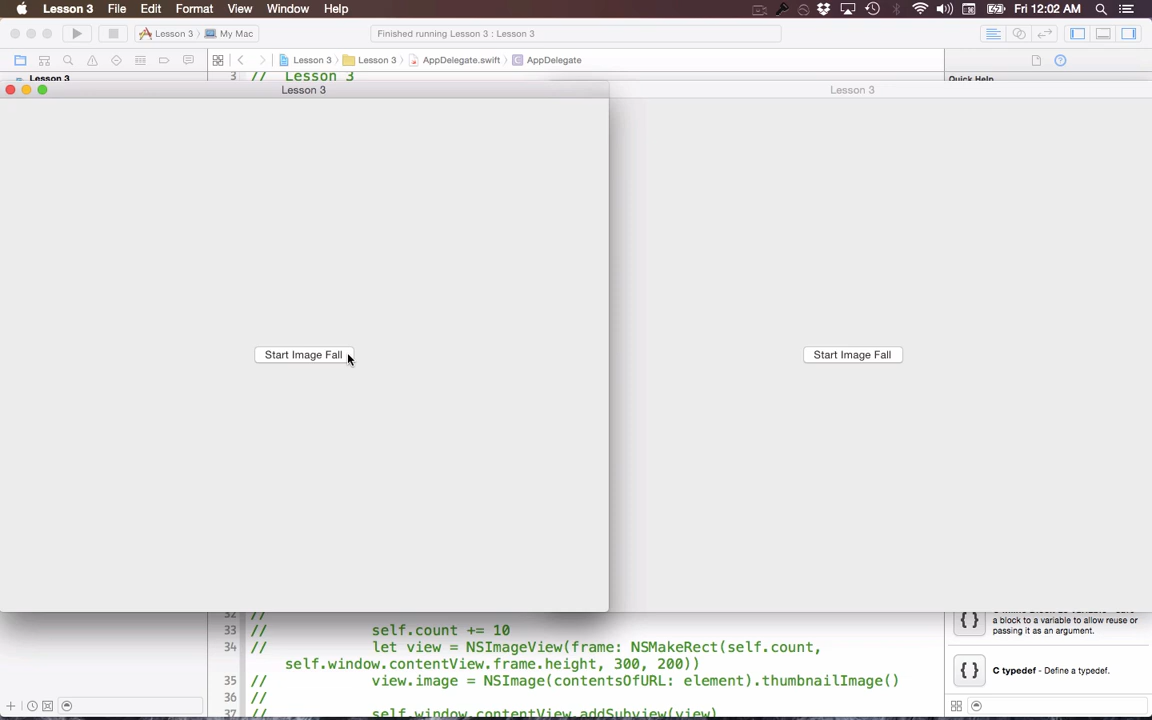 Lesson 3 File Edit Format View Window Help Fri 12:02 AM
Lesson 3 My Mac Finished running Lesson 3 : Lesson 3
Lesson 3 Lesson 3 AppDelegate.swift AppDelegate
Lesson 3
3 // Lesson 3
Quick Help
Lesson 3
Lesson 3
Start Image Fall
Start Image Fall
32 //
33 // self.count += 10
34 // let view = NSImageView(frame: NSMakeRect(self.count,
self.window.contentView.frame.height, 300, 200))
35 // view.image = NSImage(contentsOfURL: element).thumbnailImage()
36 //
37 // self.window.contentView.addSubview(view)
a block to a variable to allow reuse or
passing it as an argument.
C typedef - Define a typedef.